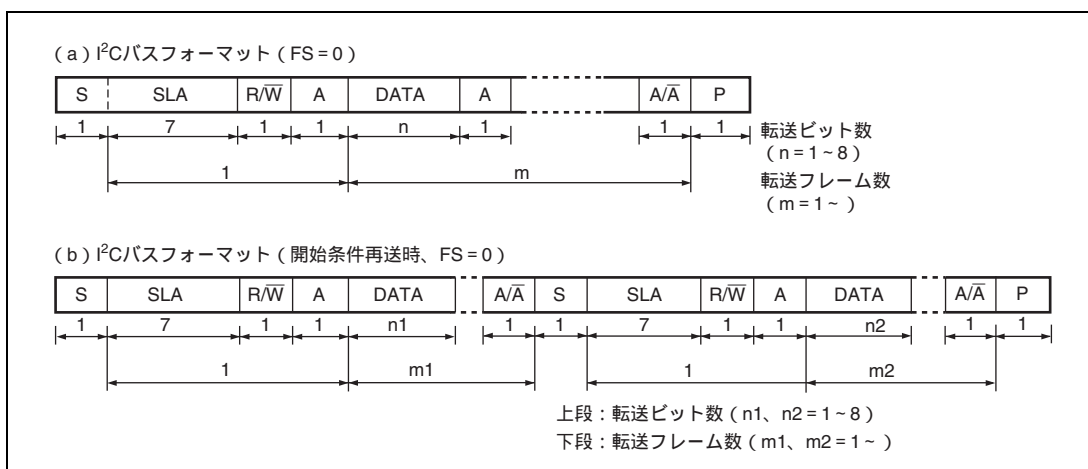 (a) I²Cバスフォーマット(FS=0)
S SLA R/W̅ A DATA A A/A̅ P
1 7 1 1 n 1 1 1 転送ビット数
(n=1~8)
1 m 転送フレーム数
(m=1~ )
(b) I²Cバスフォーマット(開始条件再送時、FS=0)
S SLA R/W̅ A DATA A/A̅ S SLA R/W̅ A DATA A/A̅ P
1 7 1 1 n1 1 1 7 1 1 n2 1 1
1 m1 1 m2
上段:転送ビット数(n1、n2=1~8)
下段:転送フレーム数(m1、m2=1~ )